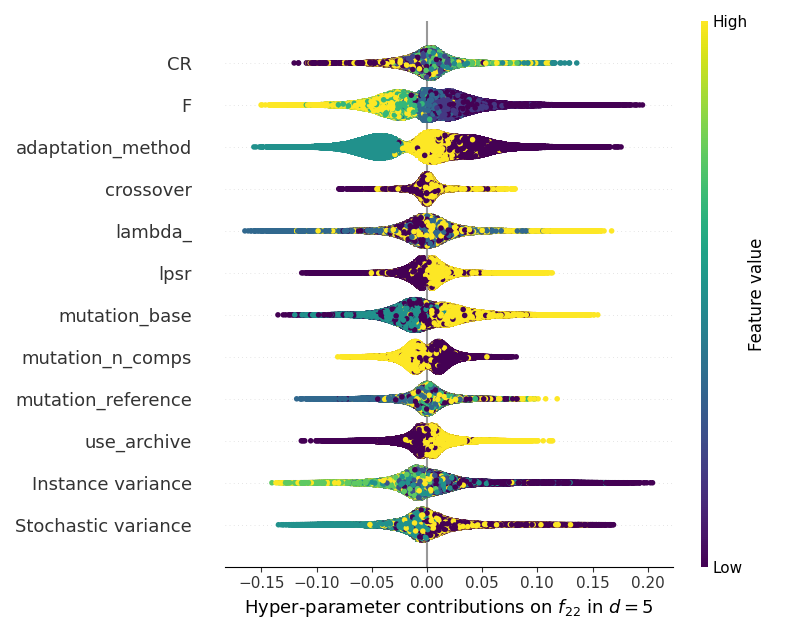 High
CR
F
adaptation_method
crossover
lambda_
lpsr
mutation_base
mutation_n_comps
mutation_reference
use_archive
Instance variance
Stochastic variance
Feature value
Low
−0.15 −0.10 −0.05 0.00 0.05 0.10 0.15 0.20
Hyper-parameter contributions on $f_{22}$ in $d = 5$